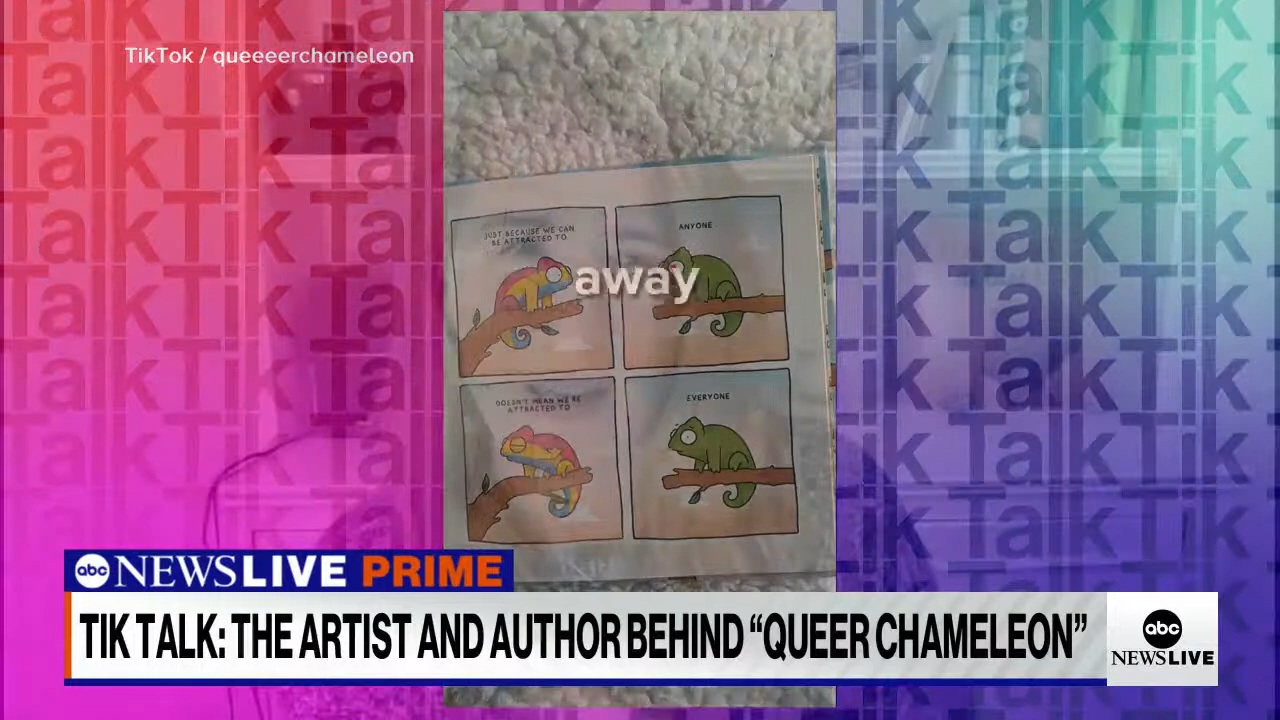 TikTok / queeeerchameleon
JUST BECAUSE WE CAN
BE ATTRACTED TO
ANYONE
away
DOESN'T MEAN WE'RE
ATTRACTED TO
EVERYONE
abc NEWS LIVE PRIME
TIK TALK: THE ARTIST AND AUTHOR BEHIND “QUEER CHAMELEON”
abc
NEWS LIVE